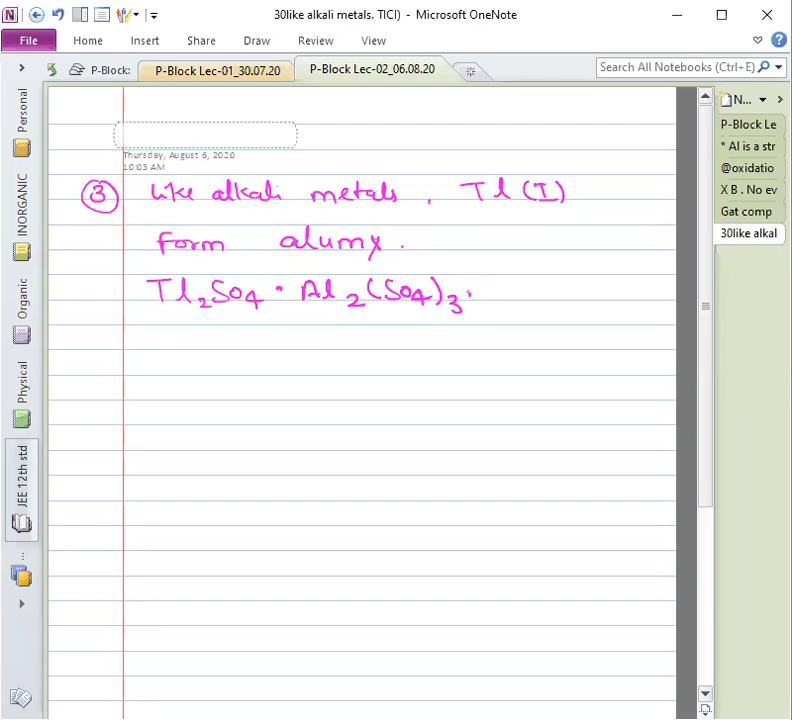 30like alkali metals. TICI) - Microsoft OneNote
File Home Insert Share Draw Review View
P-Block: P-Block Lec-01_30.07.20 P-Block Lec-02_06.08.20 Search All Notebooks (Ctrl+E)
Personal
INORGANIC
Organic
Physical
JEE 12th std
Thursday, August 6, 2020
10:03 AM
③ Like alkali metals, Tl(I)
form alums.
Tl₂SO₄ · Al₂(SO₄)₃ ·
N...
P-Block Le
* Al is a str
@oxidatio
X B . No ev
Gat comp
30like alkal